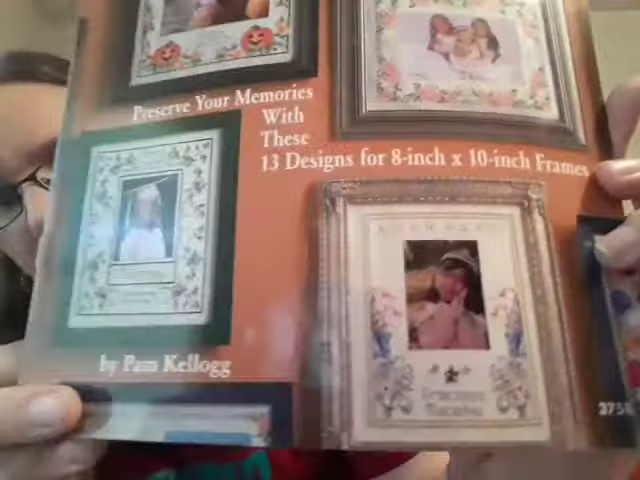 Preserve Your Memories
With
These
13 Designs for 8-inch x 10-inch Frames
by Pam Kellogg